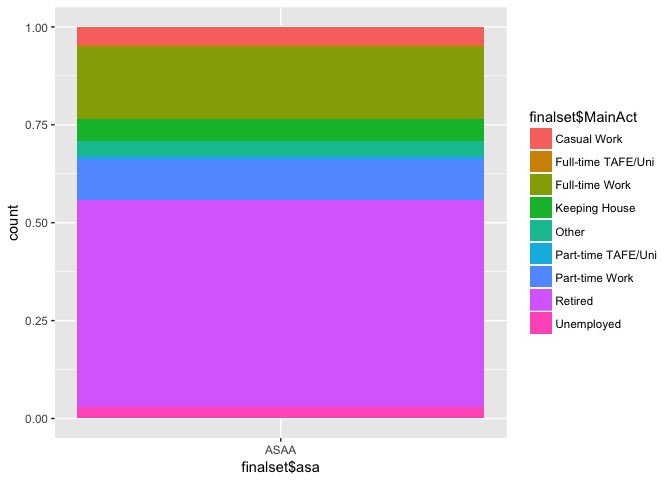 1.00
0.75
0.50
0.25
0.00
count
ASAA
finalset$asa
finalset$MainAct
Casual Work
Full-time TAFE/Uni
Full-time Work
Keeping House
Other
Part-time TAFE/Uni
Part-time Work
Retired
Unemployed